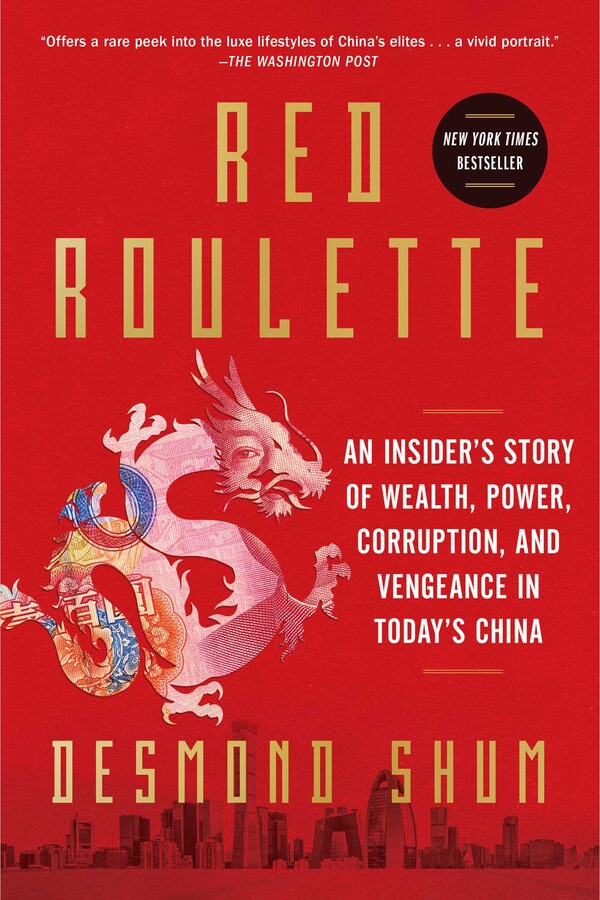 “Offers a rare peek into the luxe lifestyles of China’s elites . . . a vivid portrait.”
—THE WASHINGTON POST
RED
NEW YORK TIMES
BESTSELLER
ROULETTE
AN INSIDER’S STORY
OF WEALTH, POWER,
CORRUPTION, AND
VENGEANCE IN
TODAY’S CHINA
DESMOND SHUM